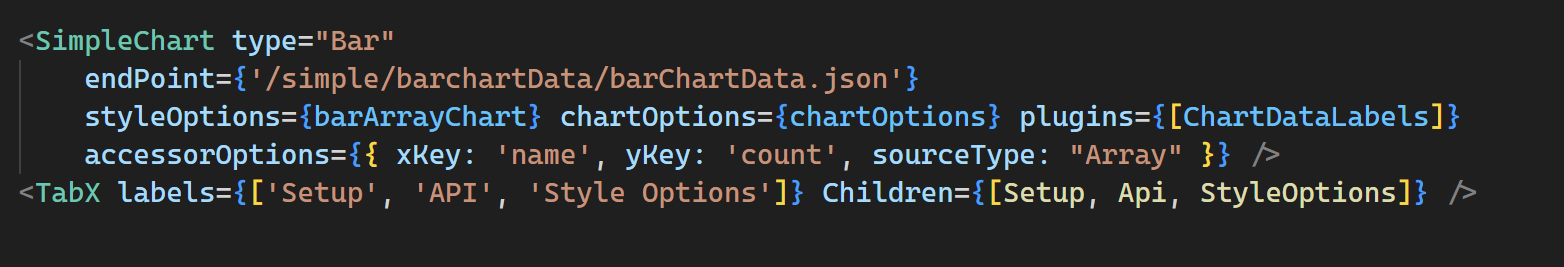 <SimpleChart type="Bar"
endPoint={'/simple/barchartData/barChartData.json'}
styleOptions={barArrayChart} chartOptions={chartOptions} plugins={[ChartDataLabels]}
accessorOptions={{ xKey: 'name', yKey: 'count', sourceType: "Array" }} />
<TabX labels={['Setup', 'API', 'Style Options']} Children={[Setup, Api, StyleOptions]} />